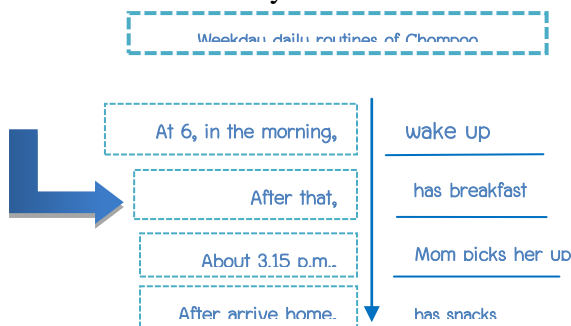 Weekday daily routines of Chompoo
At 6, in the morning, wake up
After that, has breakfast
About 3.15 p.m., Mom picks her up
After arrive home, has snacks